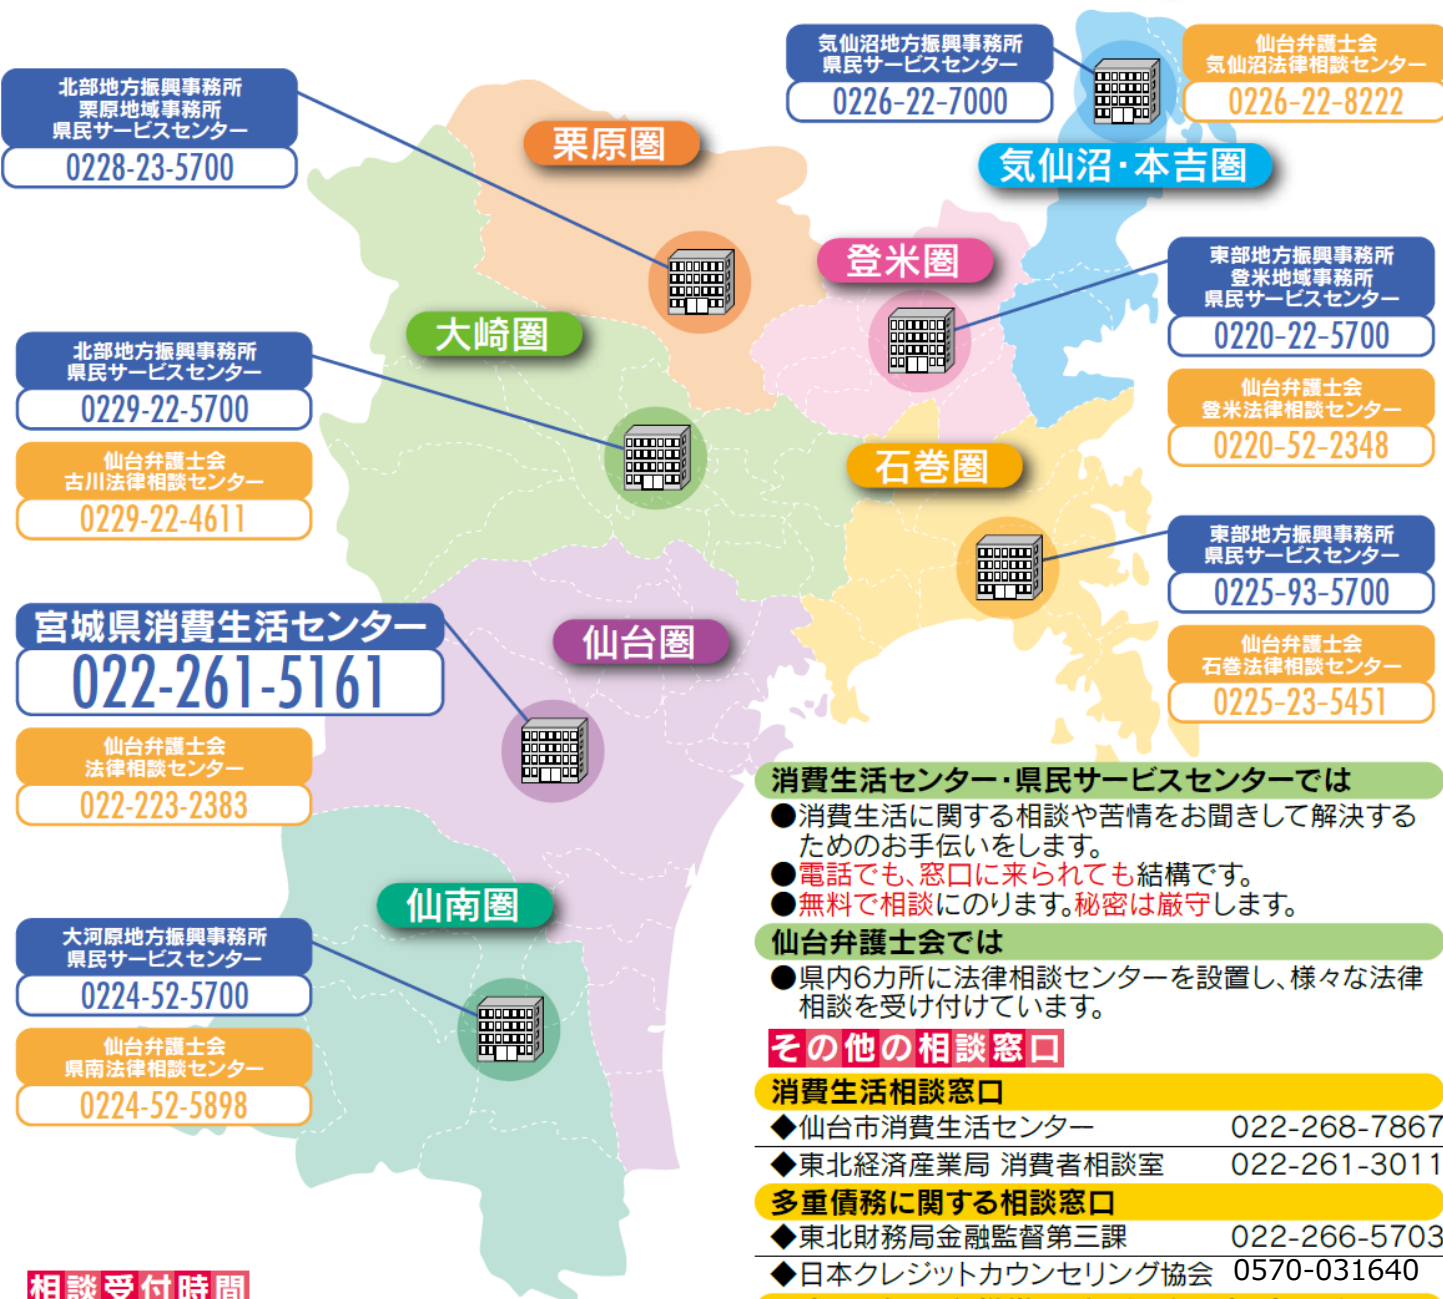 気仙沼地方振興事務所
県民サービスセンター
0226-22-7000
仙台弁護士会
気仙沼法律相談センター
0226-22-8222
気仙沼・本吉圏
北部地方振興事務所
栗原地域事務所
県民サービスセンター
0228-23-5700
栗原圏
登米圏
東部地方振興事務所
登米地域事務所
県民サービスセンター
0220-22-5700
仙台弁護士会
登米法律相談センター
0220-52-2348
大崎圏
北部地方振興事務所
県民サービスセンター
0229-22-5700
仙台弁護士会
古川法律相談センター
0229-22-4611
石巻圏
東部地方振興事務所
県民サービスセンター
0225-93-5700
仙台弁護士会
石巻法律相談センター
0225-23-5451
宮城県消費生活センター
022-261-5161
仙台圏
仙台弁護士会
法律相談センター
022-223-2383
仙南圏
大河原地方振興事務所
県民サービスセンター
0224-52-5700
仙台弁護士会
県南法律相談センター
0224-52-5898
消費生活センター・県民サービスセンターでは
●消費生活に関する相談や苦情をお聞きして解決する
ためのお手伝いをします。
●電話でも、窓口に来られても結構です。
●無料で相談にのります。秘密は厳守します。
仙台弁護士会では
●県内6カ所に法律相談センターを設置し、様々な法律
相談を受け付けています。
その他の相談窓口
消費生活相談窓口
◆仙台市消費生活センター 022-268-7867
◆東北経済産業局 消費者相談室 022-261-3011
多重債務に関する相談窓口
◆東北財務局金融監督第三課 022-266-5703
◆日本クレジットカウンセリング協会 0570-031640
相談受付時間